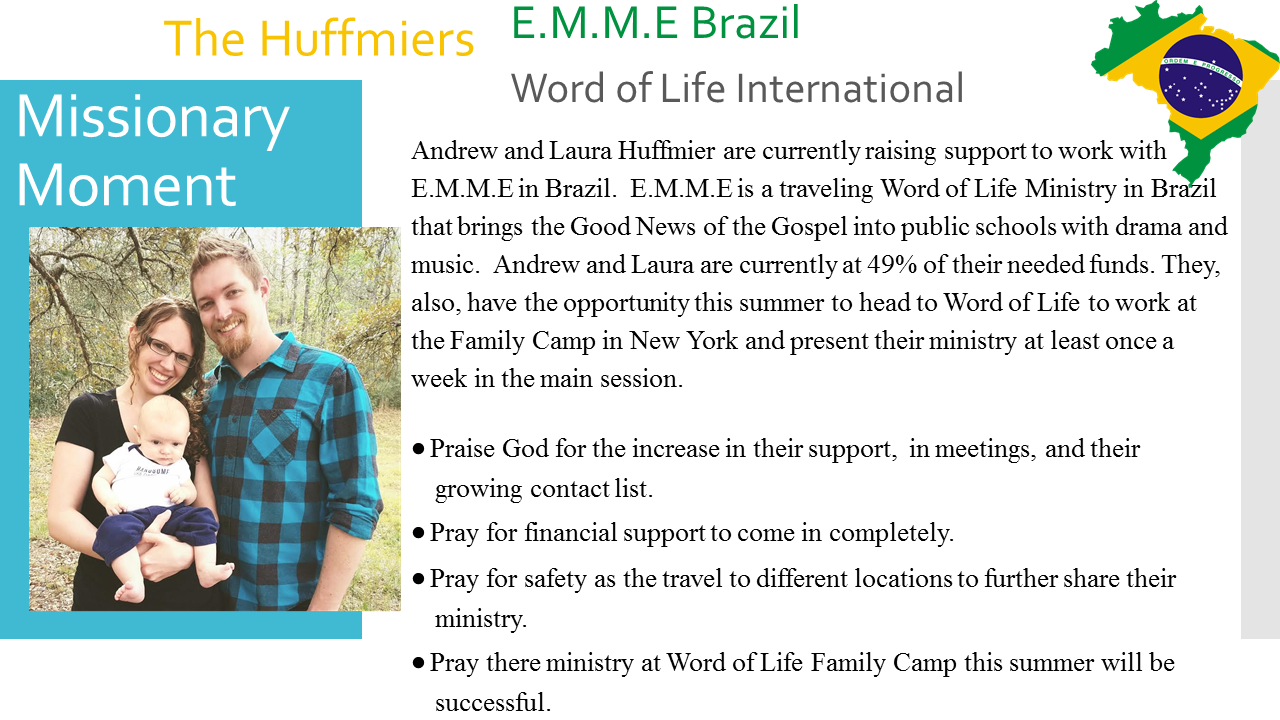 The Huffmiers
E.M.M.E Brazil
Word of Life International
ORDEM E PROGRESSO
Missionary
Moment
Andrew and Laura Huffmier are currently raising support to work with
E.M.M.E in Brazil. E.M.M.E is a traveling Word of Life Ministry in Brazil
that brings the Good News of the Gospel into public schools with drama and
music. Andrew and Laura are currently at 49% of their needed funds. They,
also, have the opportunity this summer to head to Word of Life to work at
the Family Camp in New York and present their ministry at least once a
week in the main session.
● Praise God for the increase in their support, in meetings, and their
growing contact list.
● Pray for financial support to come in completely.
● Pray for safety as the travel to different locations to further share their
ministry.
● Pray there ministry at Word of Life Family Camp this summer will be
successful.